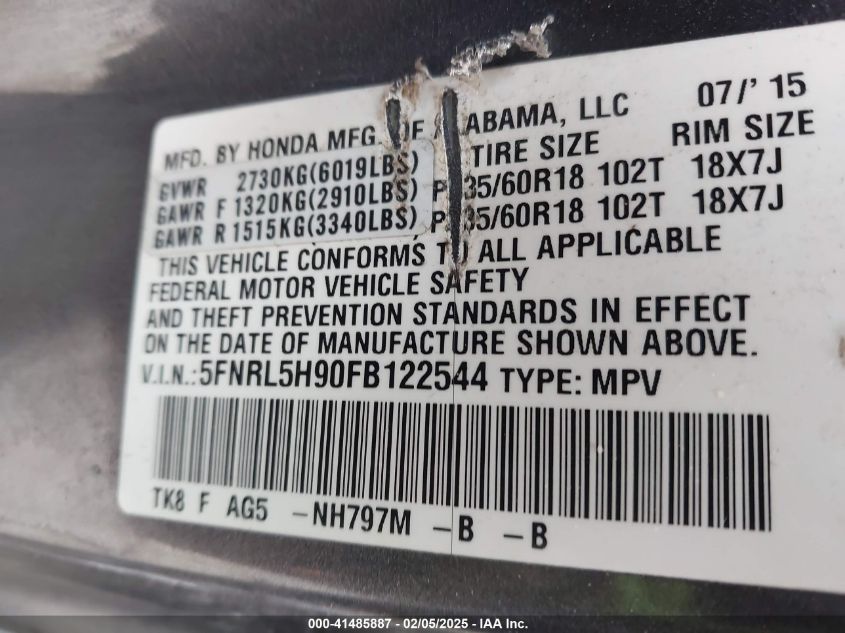 MFD. BY HONDA MFG. OF ALABAMA, LLC 07/' 15
TIRE SIZE RIM SIZE
GVWR 2730KG(6019LBS)
GAWR F 1320KG(2910LBS) P 35/60R18 102T 18X7J
GAWR R 1515KG(3340LBS) P 35/60R18 102T 18X7J
THIS VEHICLE CONFORMS TO ALL APPLICABLE
FEDERAL MOTOR VEHICLE SAFETY
AND THEFT PREVENTION STANDARDS IN EFFECT
ON THE DATE OF MANUFACTURE SHOWN ABOVE.
V.I.N.:5FNRL5H90FB122544 TYPE: MPV
TK8 F AG5 -NH797M -B -B
000-41485887 - 02/05/2025 - IAA Inc.